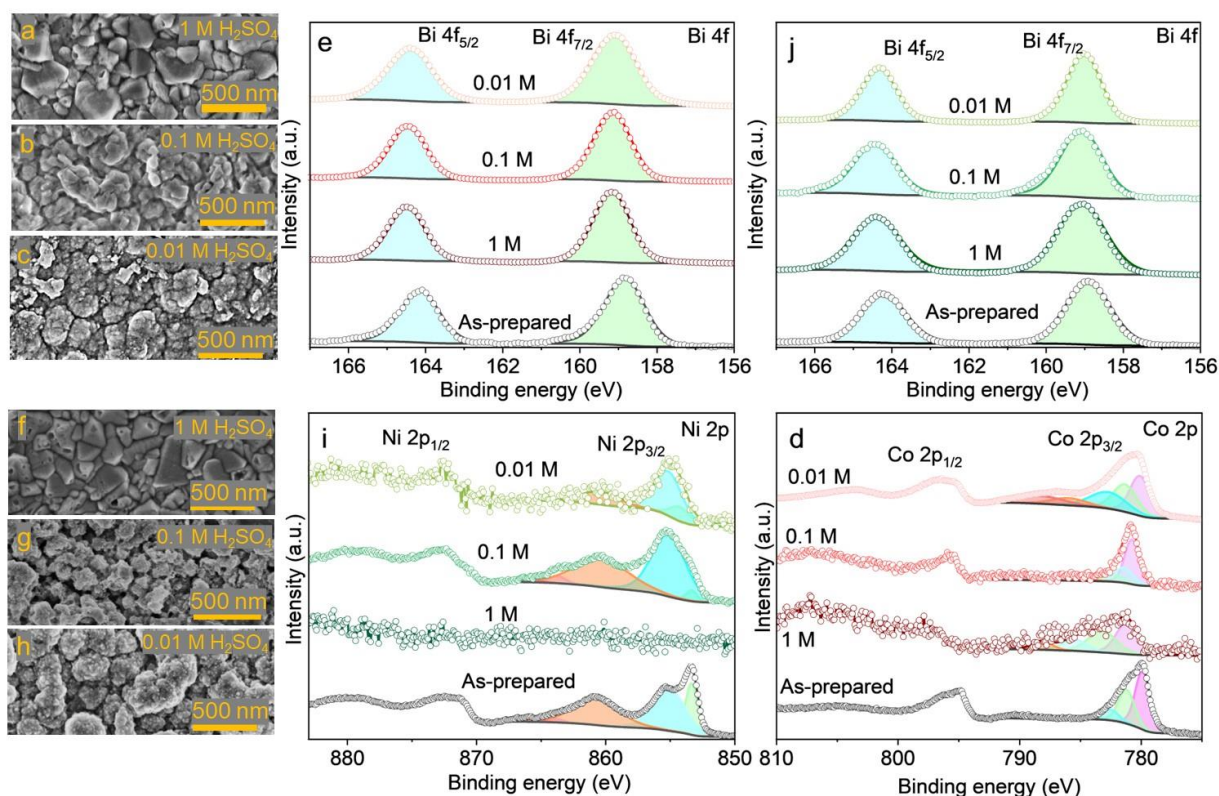 a
1 M H₂SO₄
500 nm
b
0.1 M H₂SO₄
500 nm
c
0.01 M H₂SO₄
500 nm
e
Bi 4f₅/₂
Bi 4f₇/₂
Bi 4f
0.01 M
0.1 M
1 M
As-prepared
Intensity (a.u.)
166 164 162 160 158 156
Binding energy (eV)
j
Bi 4f₅/₂
Bi 4f₇/₂
Bi 4f
0.01 M
0.1 M
1 M
As-prepared
Intensity (a.u.)
166 164 162 160 158 156
Binding energy (eV)
f
1 M H₂SO₄
500 nm
g
0.1 M H₂SO₄
500 nm
h
0.01 M H₂SO₄
500 nm
i
Ni 2p₁/₂
Ni 2p₃/₂
Ni 2p
0.01 M
0.1 M
1 M
As-prepared
Intensity (a.u.)
880 870 860 850
Binding energy (eV)
d
Co 2p₁/₂
Co 2p₃/₂
Co 2p
0.01 M
0.1 M
1 M
As-prepared
Intensity (a.u.)
810 800 790 780
Binding energy (eV)